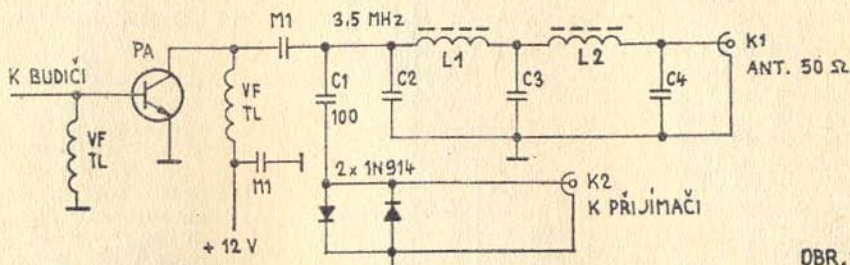 M1
3.5 MHz
K1
ANT. 50 Ω
PA
L1
L2
K BUDIČI
C1
100
C2
C3
C4
VF
TL
VF
TL
M1
2x 1N914
K2
K PŘIJÍMAČI
+ 12 V
OBR.